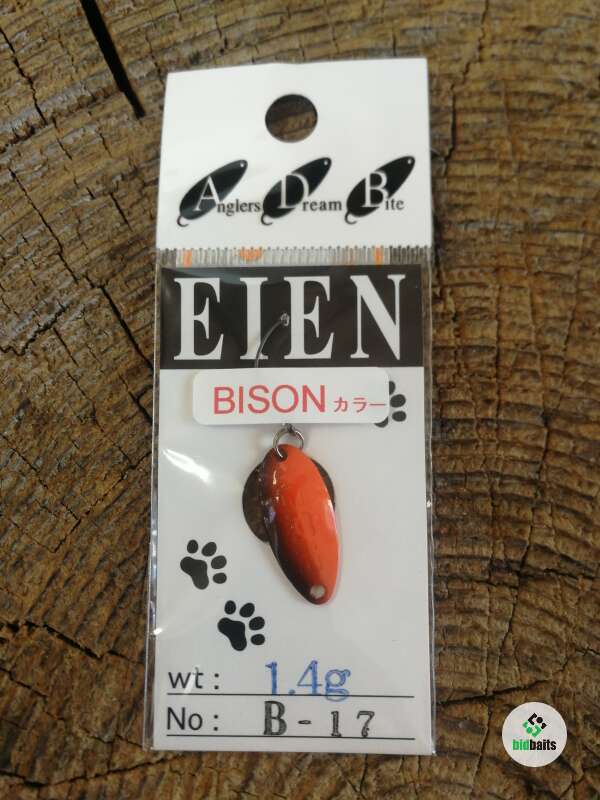 Anglers Dream Bite
EIEN
BISON カラー
wt : 1.4g
No : B - 17
bidbaits